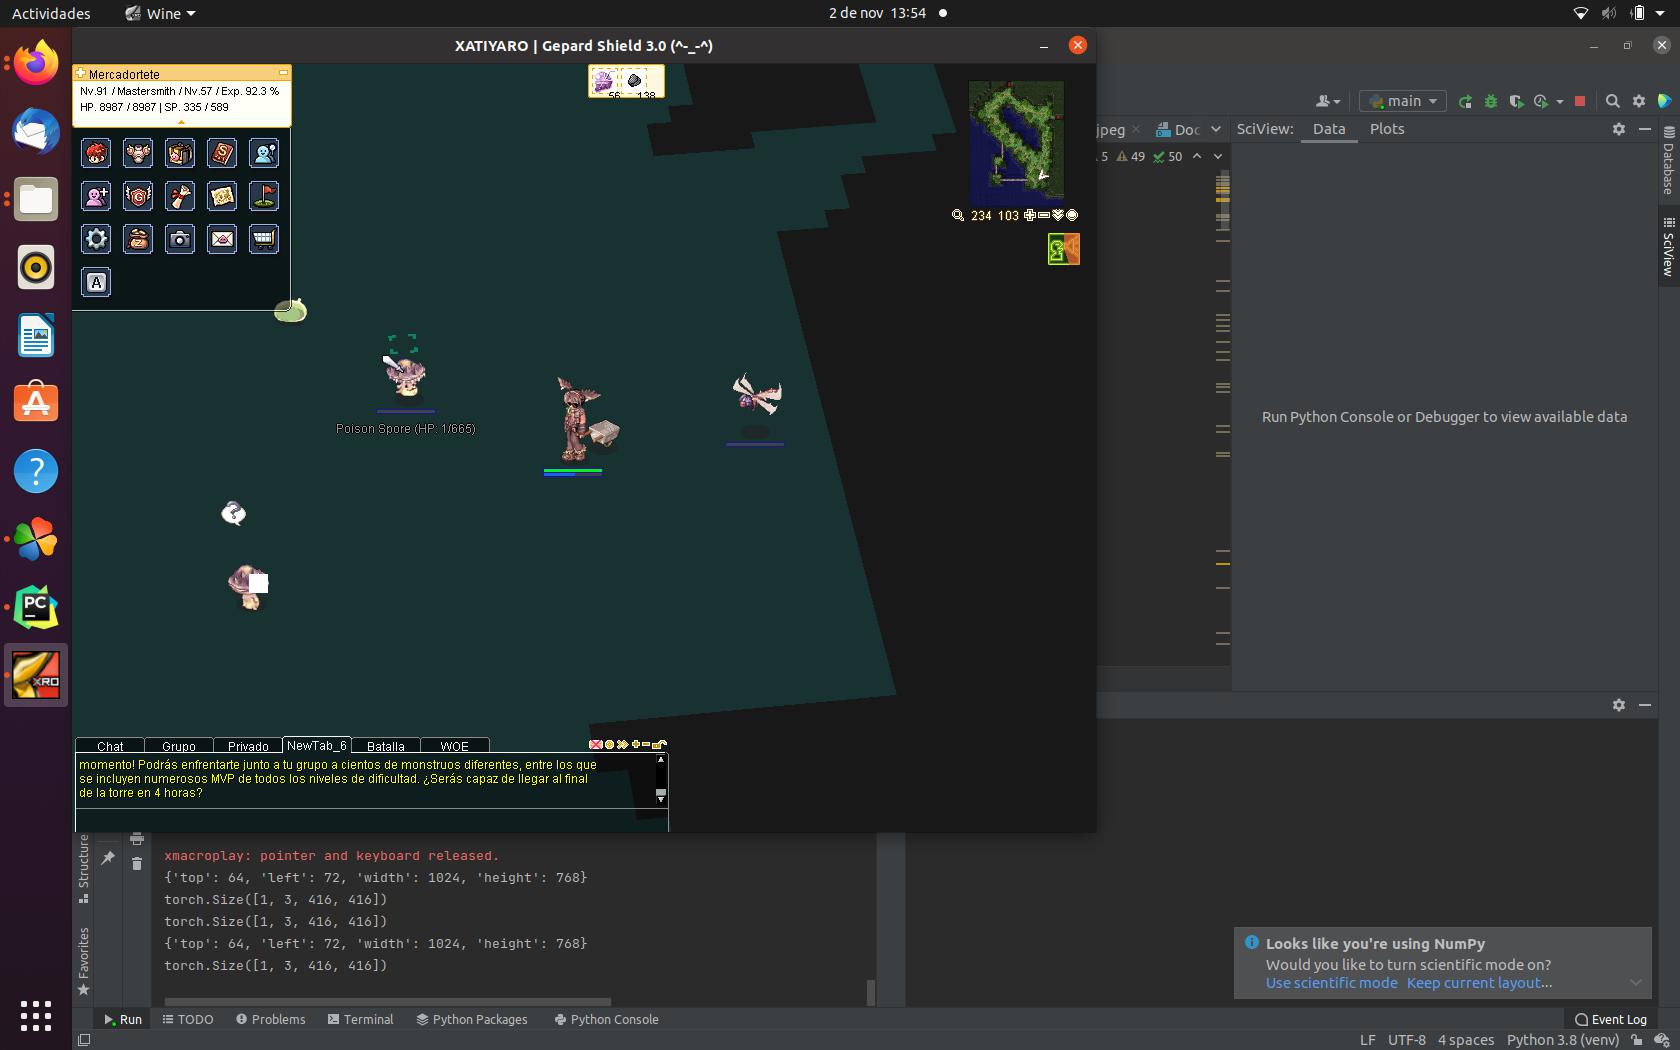 Actividades
Wine
2 de nov 13:54
XATIYARO | Gepard Shield 3.0 (^-_-^)
Mercadortete
Nv.91 / Mastersmith / Nv.57 / Exp. 92.3 %
HP. 8987 / 8987 | SP. 335 / 589
56
138
S
G
A
234 103
Poison Spore (HP: 1/665)
?
Chat
Grupo
Privado
NewTab_6
Batalla
WOE
momento! Podrás enfrentarte junto a tu grupo a cientos de monstruos diferentes, entre los que
se incluyen numerosos MVP de todos los niveles de dificultad. ¿Serás capaz de llegar al final
de la torre en 4 horas?
main
jpeg
Doc
SciView:
Data
Plots
5
49
50
Database
SciView
Run Python Console or Debugger to view available data
PC
XRO
Structure
Favorites
xmacroplay: pointer and keyboard released.
{'top': 64, 'left': 72, 'width': 1024, 'height': 768}
torch.Size([1, 3, 416, 416])
torch.Size([1, 3, 416, 416])
{'top': 64, 'left': 72, 'width': 1024, 'height': 768}
torch.Size([1, 3, 416, 416])
Looks like you're using NumPy
Would you like to turn scientific mode on?
Use scientific mode Keep current layout...
Run
TODO
Problems
Terminal
Python Packages
Python Console
Event Log
LF
UTF-8
4 spaces
Python 3.8 (venv)